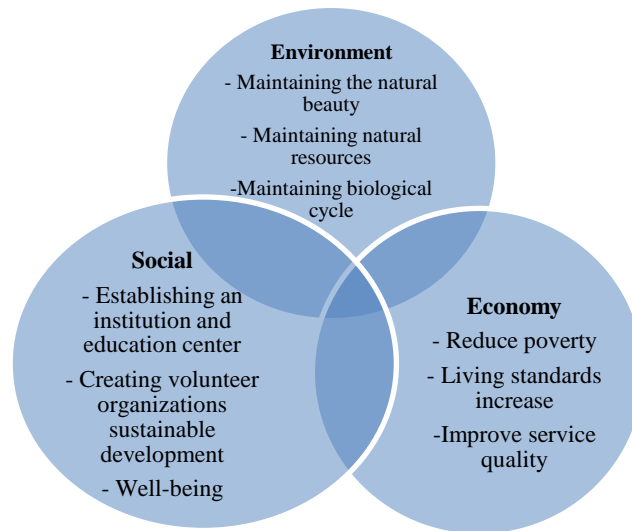 Environment
- Maintaining the natural
beauty
- Maintaining natural
resources
-Maintaining biological
cycle
Social
- Establishing an
institution and
education center
- Creating volunteer
organizations
sustainable
development
- Well-being
Economy
- Reduce poverty
- Living standards
increase
-Improve service
quality